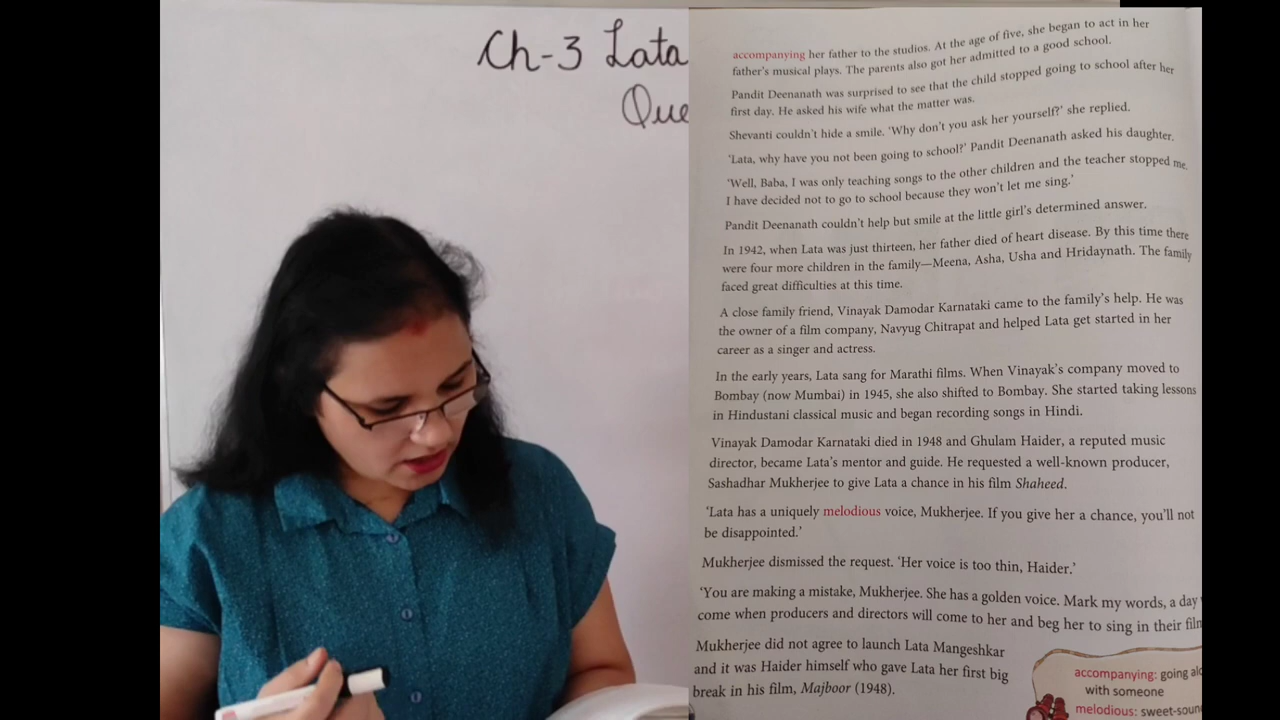 Ch-3 Lata
Que
accompanying her father to the studios. At the age of five, she began to act in her
father's musical plays. The parents also got her admitted to a good school.
Pandit Deenanath was surprised to see that the child stopped going to school after her
first day. He asked his wife what the matter was.
Shevanti couldn't hide a smile. 'Why don't you ask her yourself?' she replied.
'Lata, why have you not been going to school?' Pandit Deenanath asked his daughter.
'Well, Baba, I was only teaching songs to the other children and the teacher stopped me.
I have decided not to go to school because they won't let me sing.'
Pandit Deenanath couldn't help but smile at the little girl's determined answer.
In 1942, when Lata was just thirteen, her father died of heart disease. By this time there
were four more children in the family—Meena, Asha, Usha and Hridaynath. The family
faced great difficulties at this time.
A close family friend, Vinayak Damodar Karnataki came to the family's help. He was
the owner of a film company, Navyug Chitrapat and helped Lata get started in her
career as a singer and actress.
In the early years, Lata sang for Marathi films. When Vinayak's company moved to
Bombay (now Mumbai) in 1945, she also shifted to Bombay. She started taking lessons
in Hindustani classical music and began recording songs in Hindi.
Vinayak Damodar Karnataki died in 1948 and Ghulam Haider, a reputed music
director, became Lata's mentor and guide. He requested a well-known producer,
Sashadhar Mukherjee to give Lata a chance in his film Shaheed.
'Lata has a uniquely melodious voice, Mukherjee. If you give her a chance, you'll not
be disappointed.'
Mukherjee dismissed the request. 'Her voice is too thin, Haider.'
'You are making a mistake, Mukherjee. She has a golden voice. Mark my words, a day
come when producers and directors will come to her and beg her to sing in their film
Mukherjee did not agree to launch Lata Mangeshkar
and it was Haider himself who gave Lata her first big
break in his film, Majboor (1948).
accompanying: going alo
with someone
melodious: sweet-soun